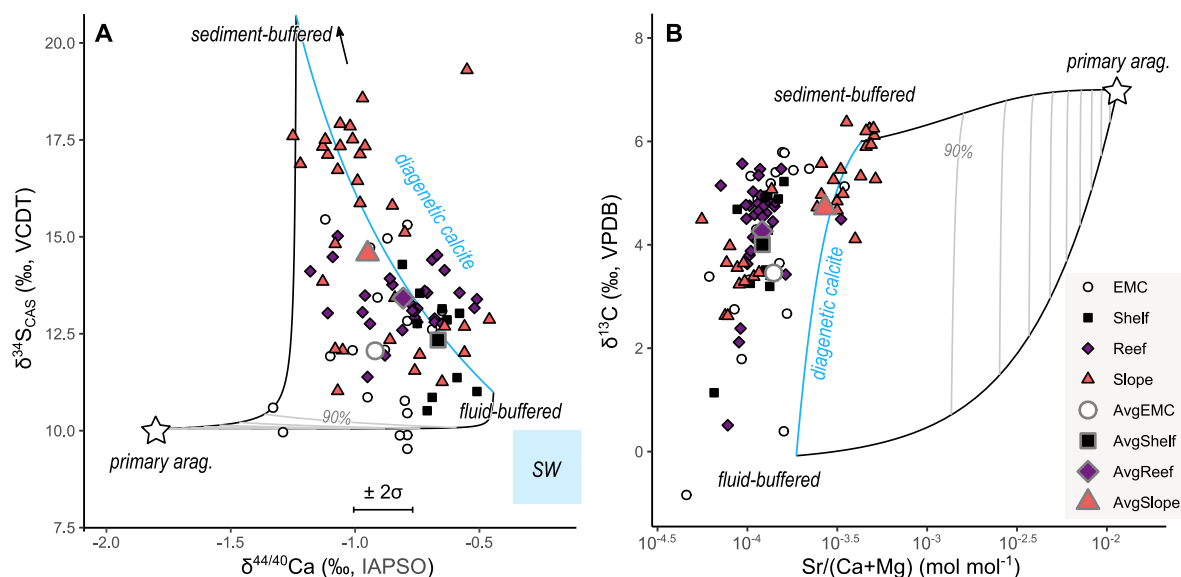 A
sediment-buffered
20.0
17.5
15.0
12.5
10.0
7.5
δ³⁴S_CAS (‰, VCDT)
diagenetic calcite
fluid-buffered
90%
primary arag.
SW
± 2σ
-2.0 -1.5 -1.0 -0.5
δ⁴⁴/⁴⁰Ca (‰, IAPSO)
B
primary arag.
sediment-buffered
8
6
4
2
0
δ¹³C (‰, VPDB)
90%
diagenetic calcite
fluid-buffered
EMC
Shelf
Reef
Slope
AvgEMC
AvgShelf
AvgReef
AvgSlope
10⁻⁴·⁵ 10⁻⁴ 10⁻³·⁵ 10⁻³ 10⁻²·⁵ 10⁻²
Sr/(Ca+Mg) (mol mol⁻¹)